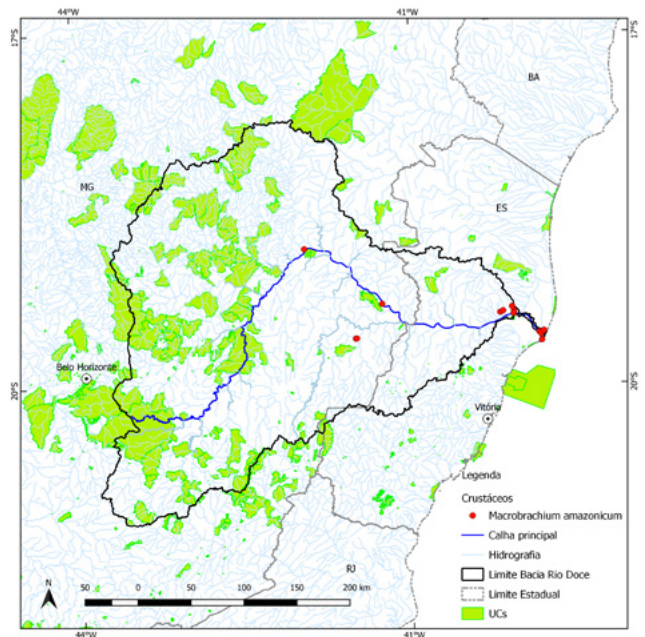 44°W 41°W
17°S 17°S
BA
MG
ES
Belo Horizonte
20°S 20°S
Vitória
Legenda
Crustáceos
Macrobrachium amazonicum
Calha principal
Hidrografia
Limite Bacia Rio Doce
Limite Estadual
UCs
RJ
N
50 0 50 100 150 200 km
44°W 41°W